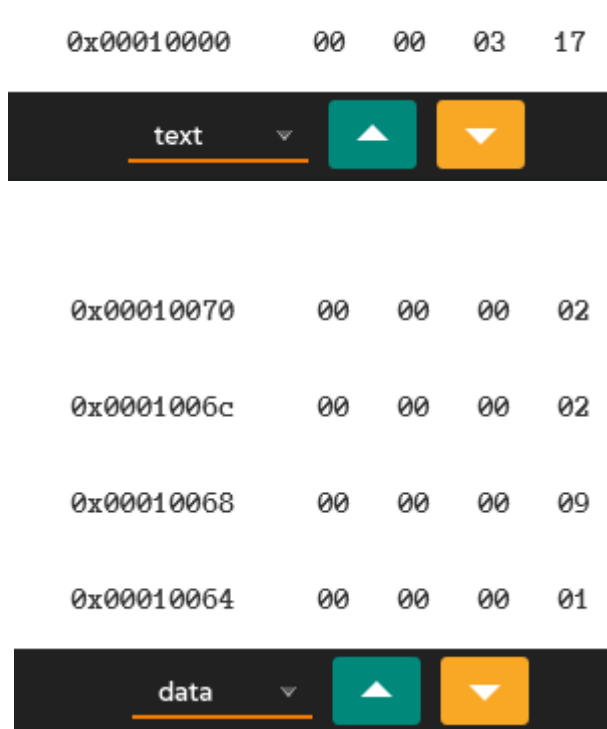 0x00010000 00 00 03 17
text
0x00010070 00 00 00 02
0x0001006c 00 00 00 02
0x00010068 00 00 00 09
0x00010064 00 00 00 01
data